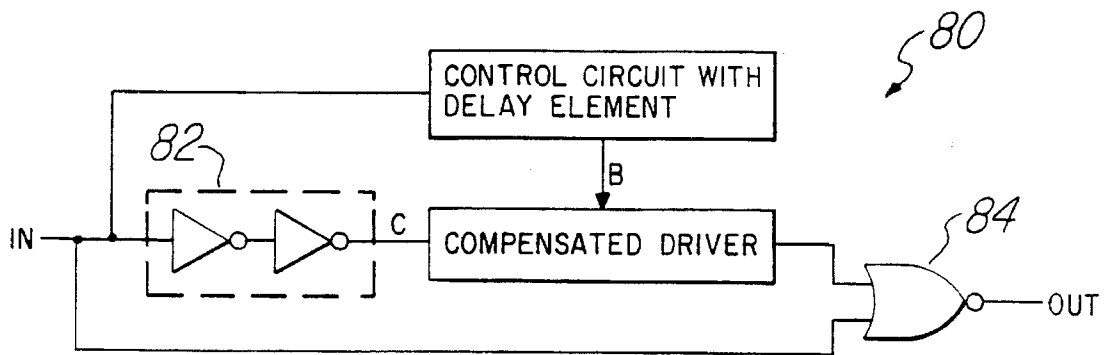 80
CONTROL CIRCUIT WITH
DELAY ELEMENT
82
B
84
IN
C
COMPENSATED DRIVER
OUT